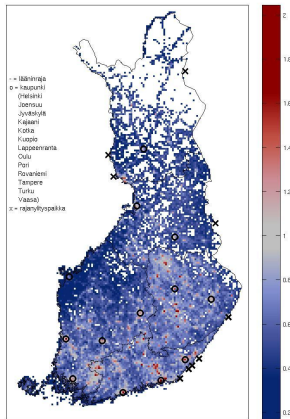 - = lääninraja
o = kaupunki
(Helsinki
Joensuu
Jyväskylä
Kajaani
Kotka
Kuopio
Lappeenranta
Oulu
Pori
Rovaniemi
Tampere
Turku
Vaasa)
x = rajanylityspaikka
2
1.8
1.6
1.4
1.2
1
0.8
0.6
0.4
0.2